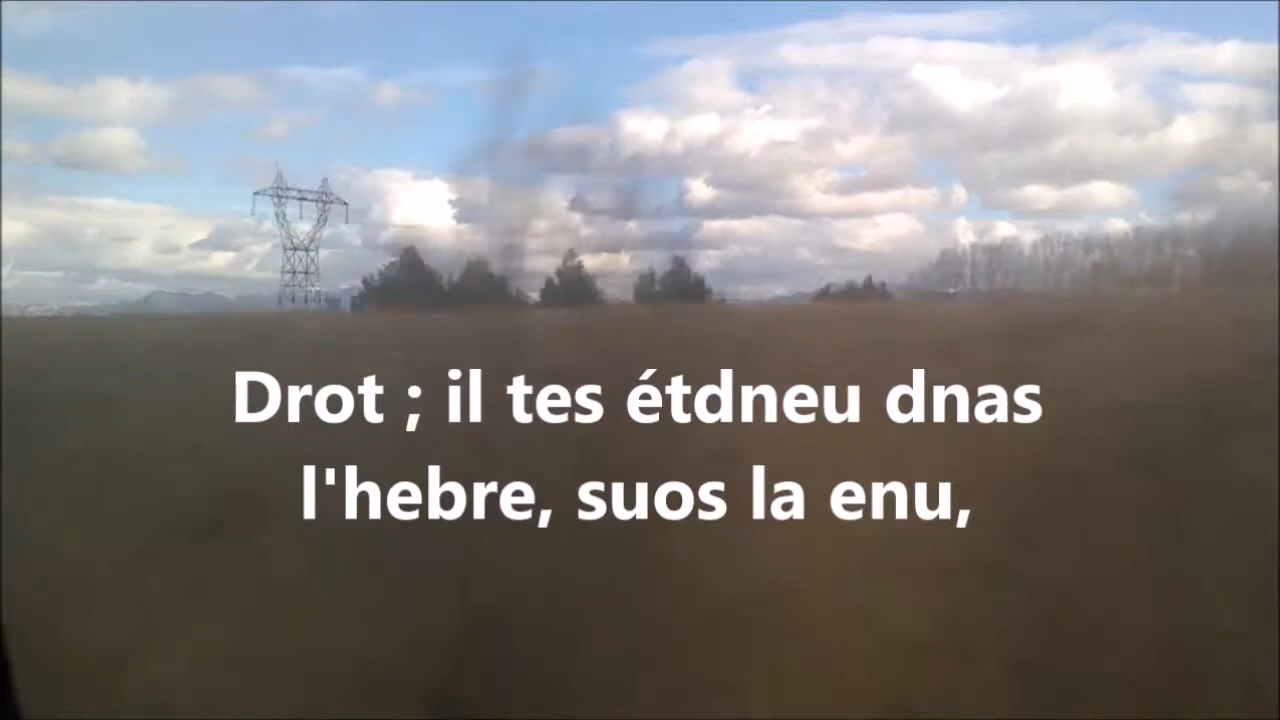 Drot ; il tes étdneu dnas
l'hebre, suos la enu,